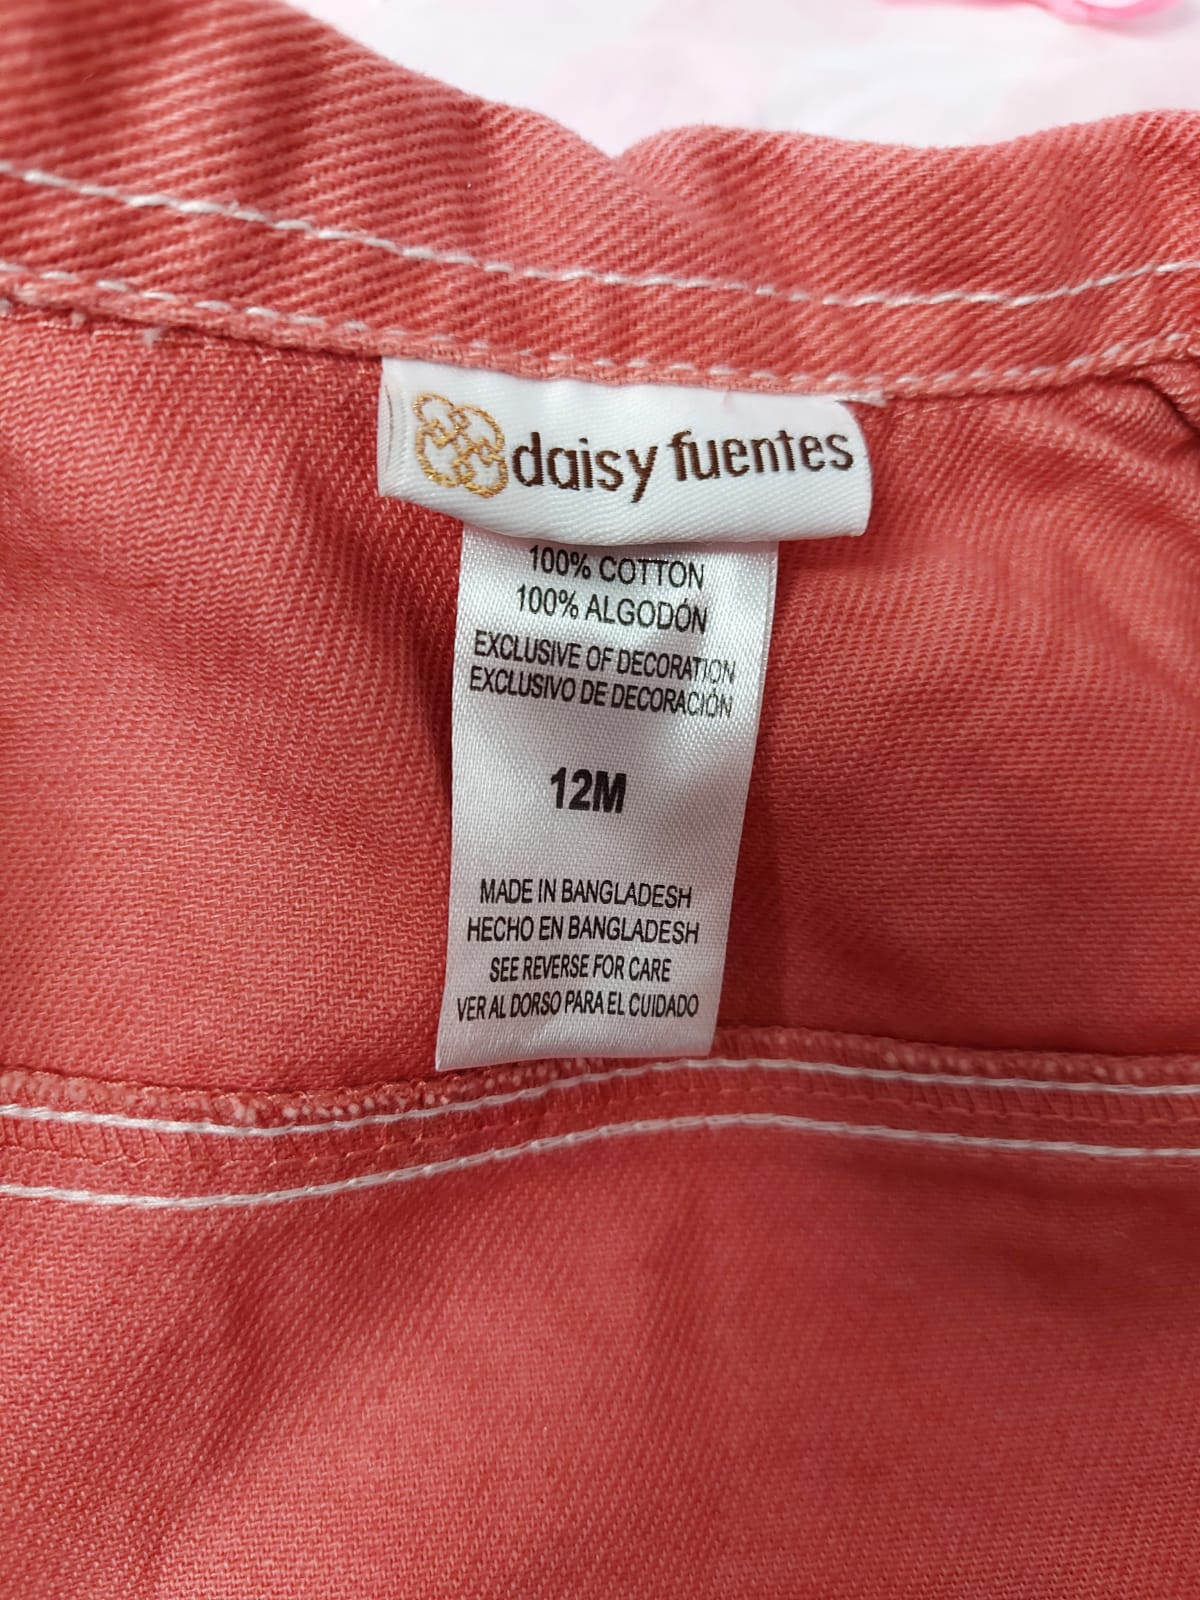 daisy fuentes
100% COTTON
100% ALGODÓN
EXCLUSIVE OF DECORATION
EXCLUSIVO DE DECORACIÓN
12M
MADE IN BANGLADESH
HECHO EN BANGLADESH
SEE REVERSE FOR CARE
VER AL DORSO PARA EL CUIDADO